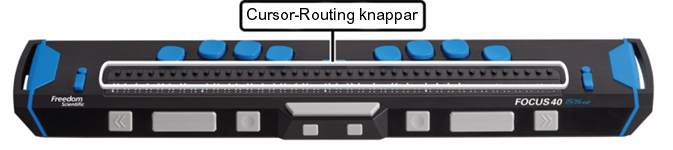 Cursor-Routing knappar
Freedom
Scientific
FOCUS 40